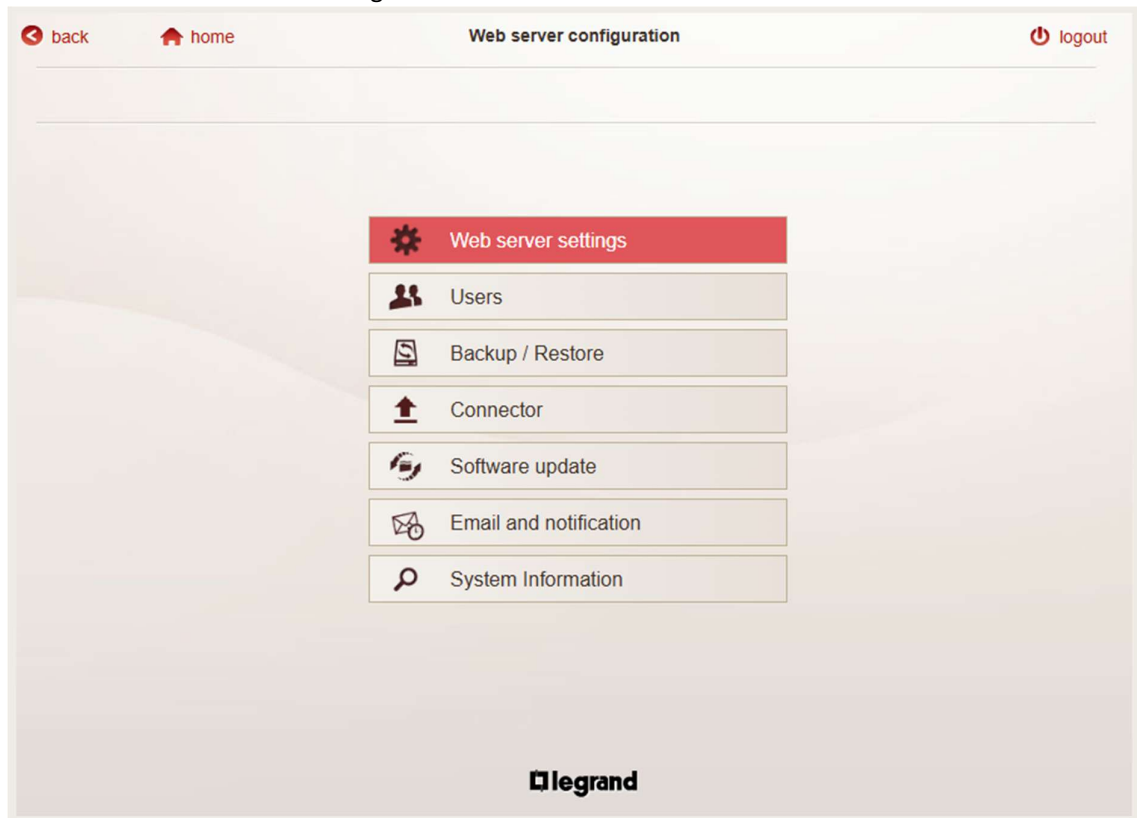 back home Web server configuration logout
Web server settings
Users
Backup / Restore
Connector
Software update
Email and notification
System Information
legrand